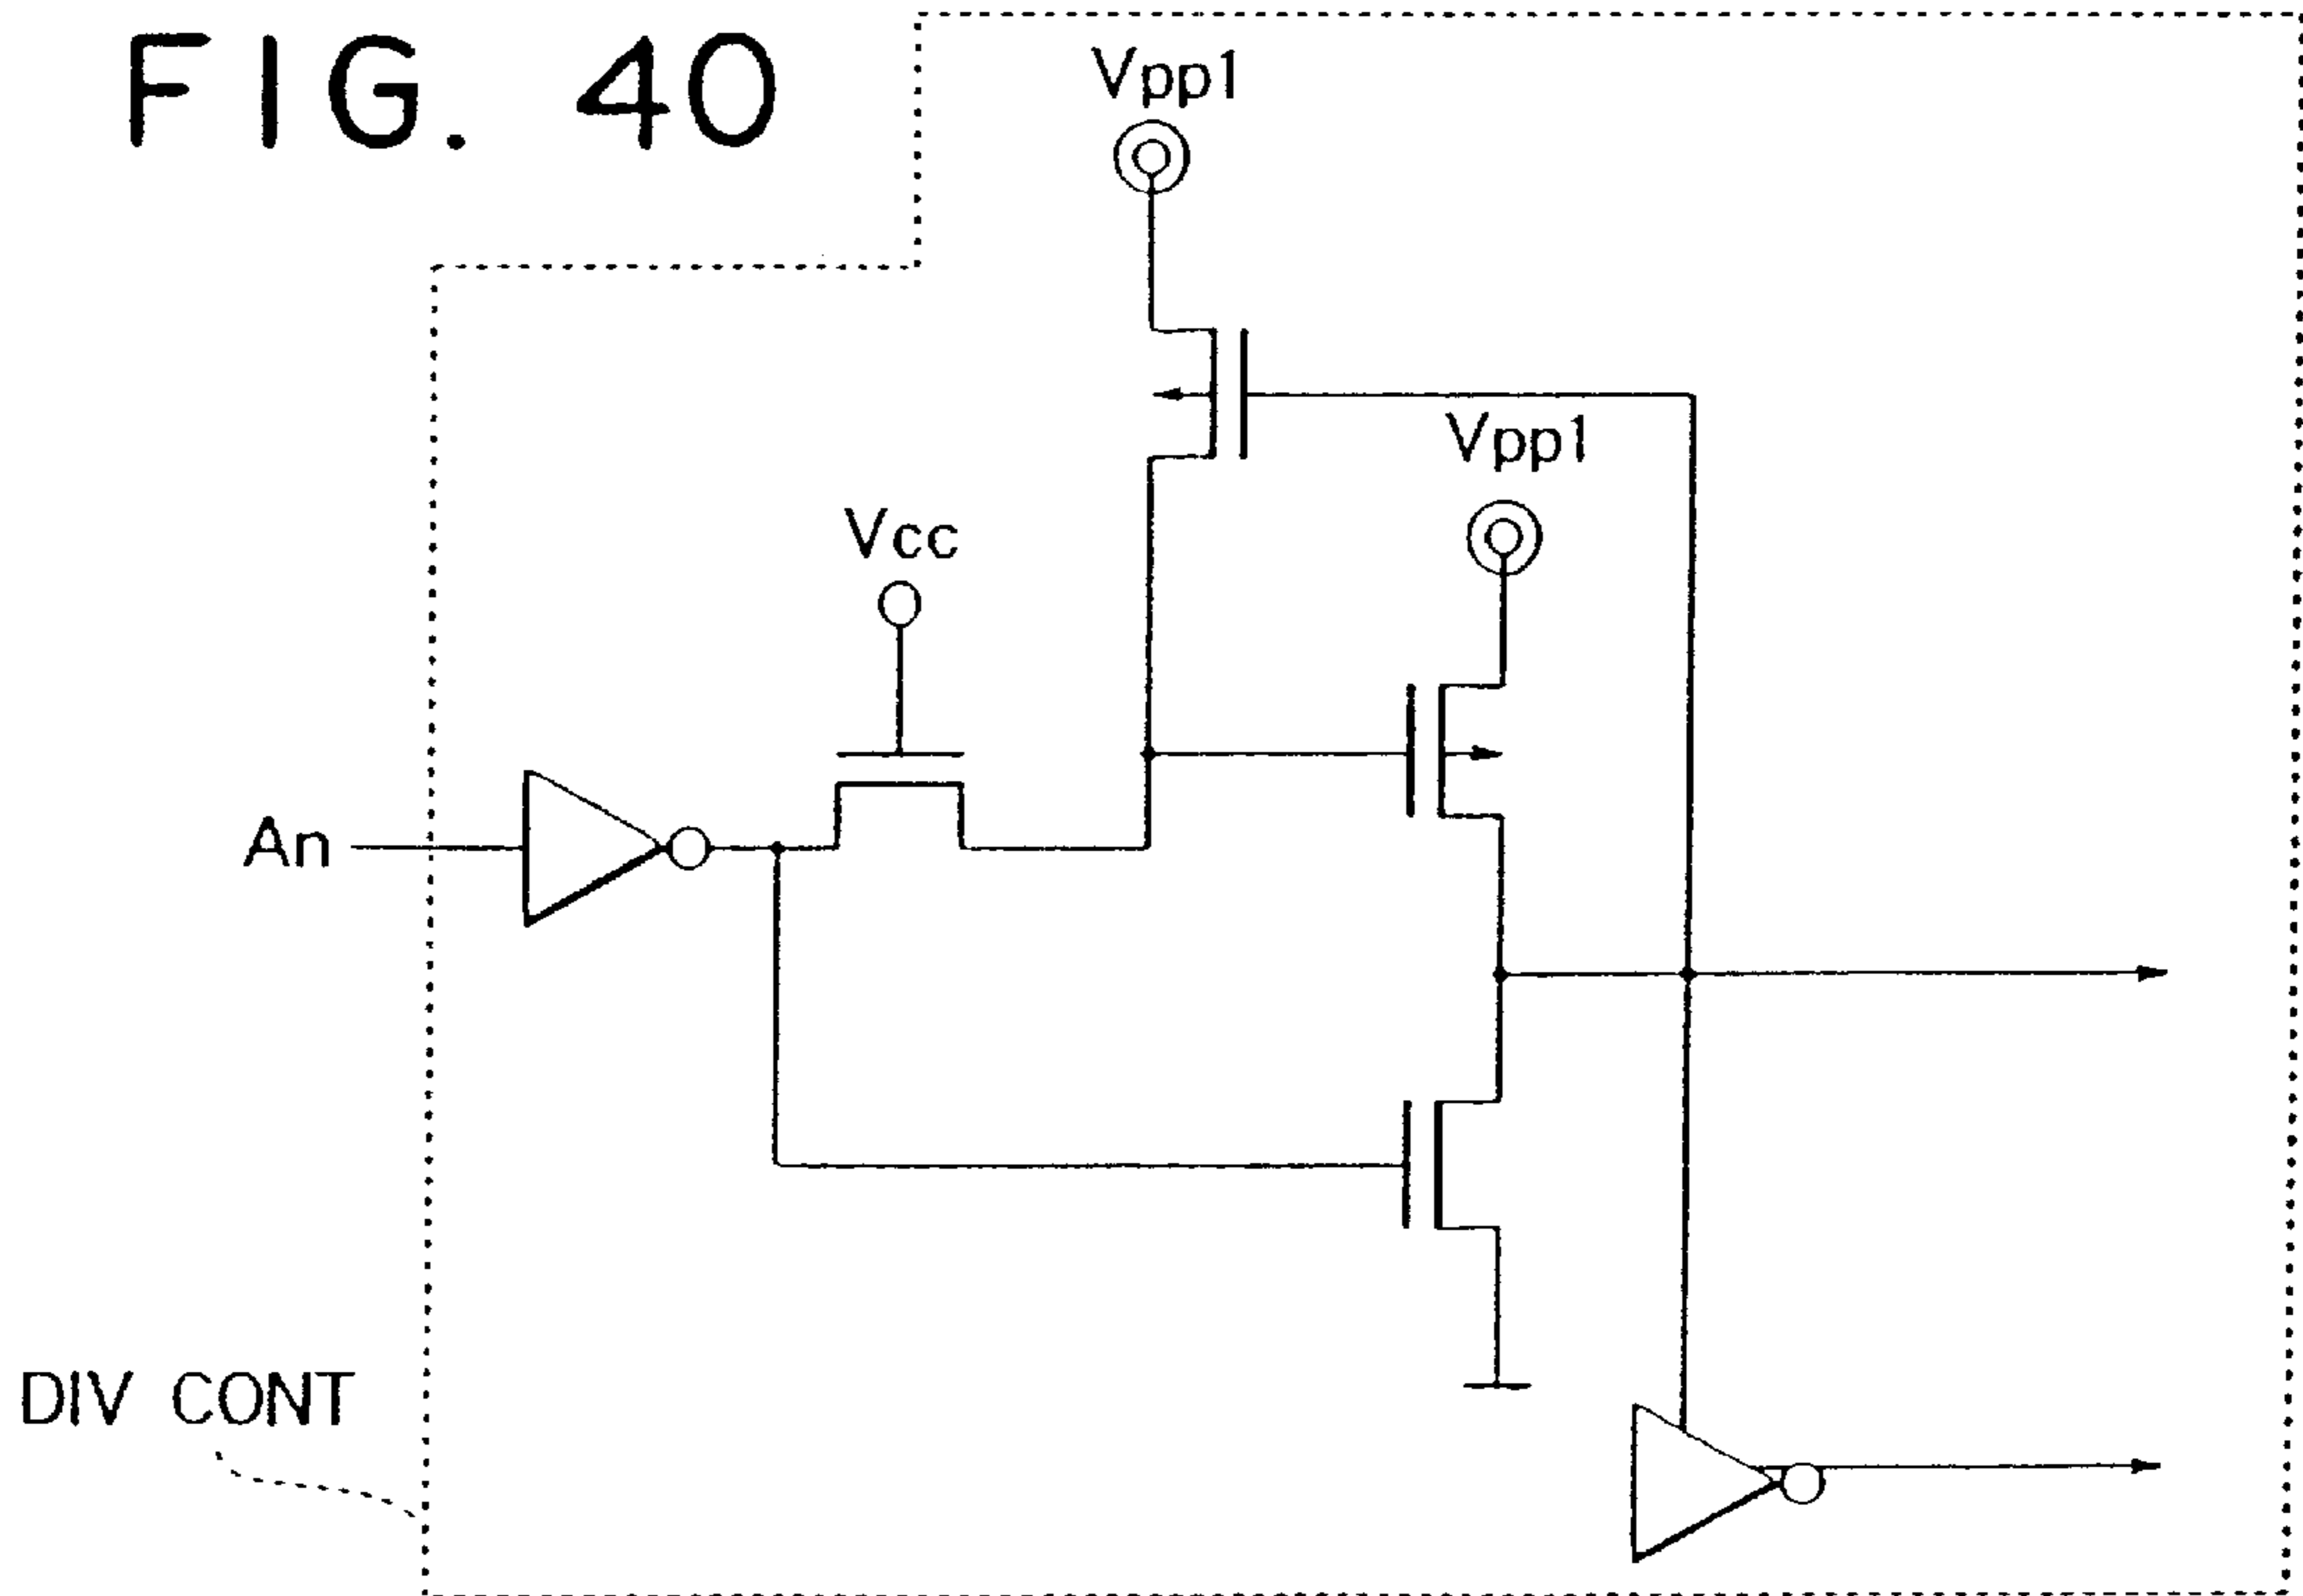 FIG. 40
Vpp1
Vpp1
Vcc
An
DIV CONT